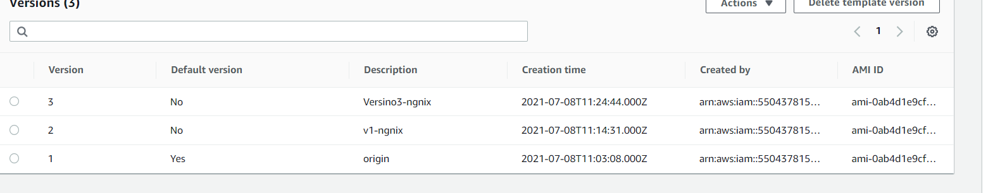 Versions (3)
Actions
Delete template version
1
Version Default version Description Creation time Created by AMI ID
3 No Versino3-ngnix 2021-07-08T11:24:44.000Z arn:aws:iam::550437815... ami-0ab4d1e9cf...
2 No v1-ngnix 2021-07-08T11:14:31.000Z arn:aws:iam::550437815... ami-0ab4d1e9cf...
1 Yes origin 2021-07-08T11:03:08.000Z arn:aws:iam::550437815... ami-0ab4d1e9cf...